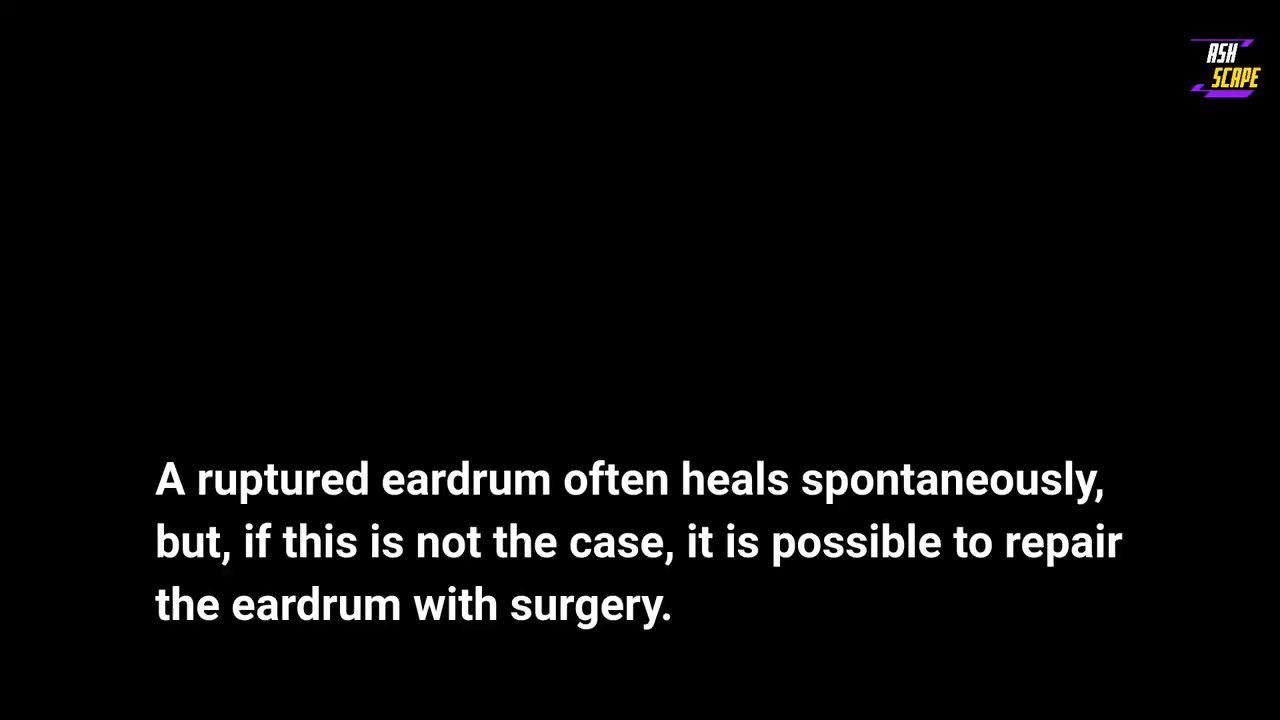 RSH
SCAPE
A ruptured eardrum often heals spontaneously,
but, if this is not the case, it is possible to repair
the eardrum with surgery.